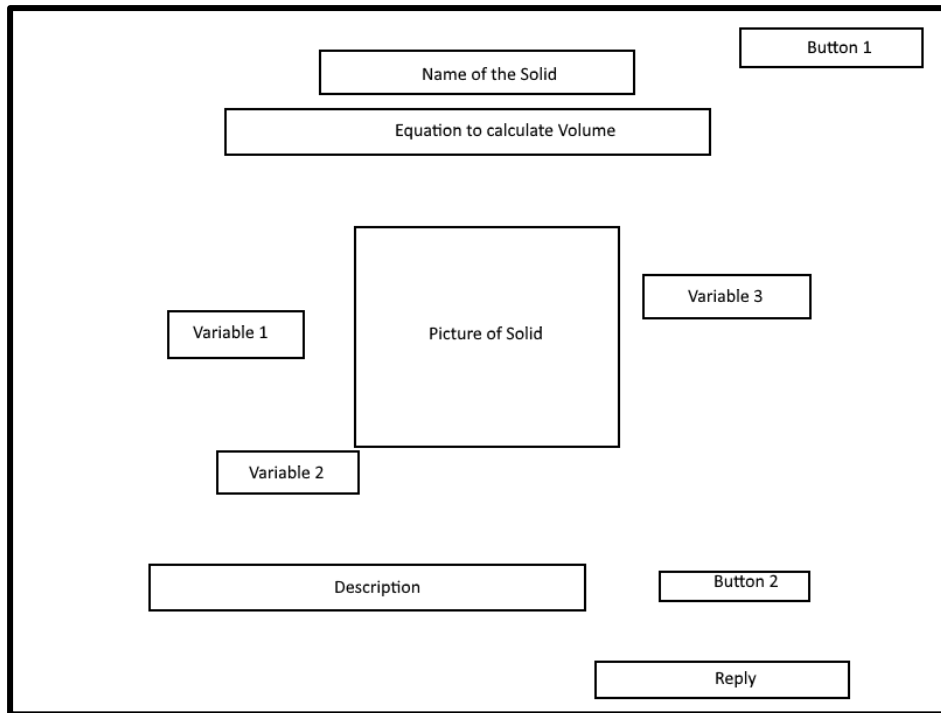 Button 1
Name of the Solid
Equation to calculate Volume
Variable 3
Variable 1
Picture of Solid
Variable 2
Description
Button 2
Reply